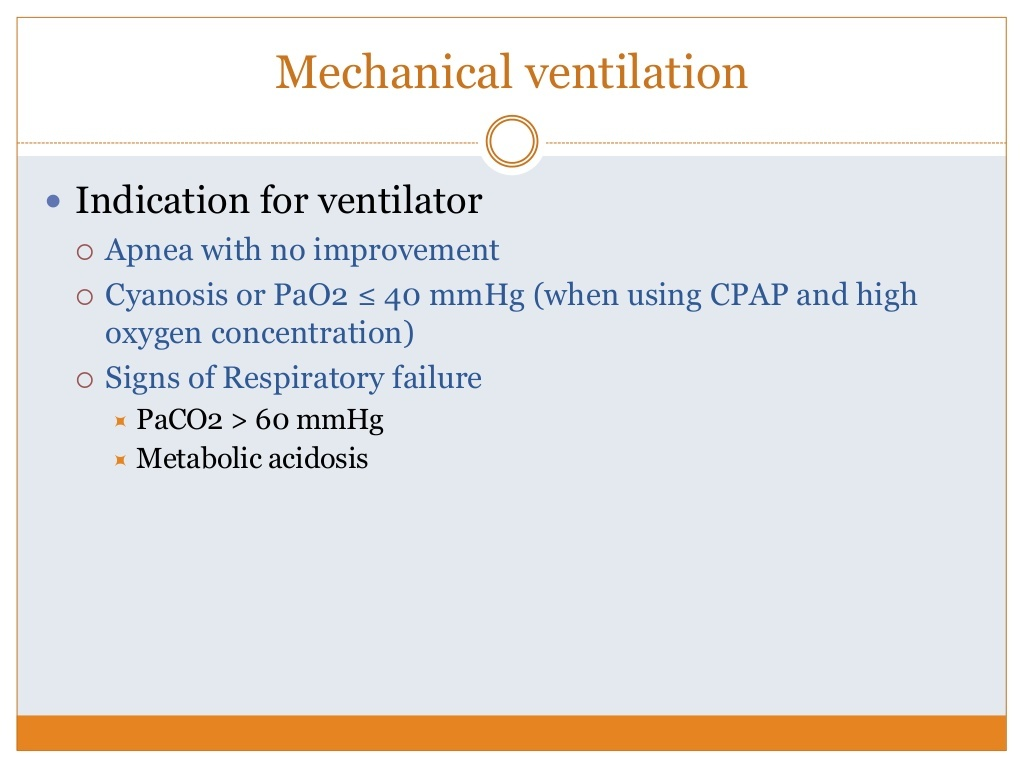 Mechanical ventilation
Indication for ventilator
Apnea with no improvement
Cyanosis or PaO2 ≤ 40 mmHg (when using CPAP and high
oxygen concentration)
Signs of Respiratory failure
PaCO2 > 60 mmHg
Metabolic acidosis